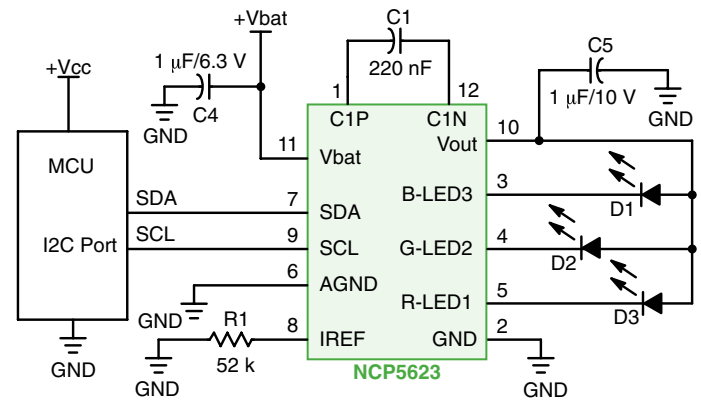 +Vbat
C1
1 µF/6.3 V
C5
+Vcc
220 nF
1
12
1 µF/10 V
C4
GND
C1P
C1N
10
GND
11
Vbat
Vout
MCU
3
SDA
7
B-LED3
D1
SDA
SCL
9
4
I2C Port
SCL
G-LED2
D2
6
AGND
5
R-LED1
GND
R1
D3
8
IREF
GND
2
GND
52 k
NCP5623
GND
GND